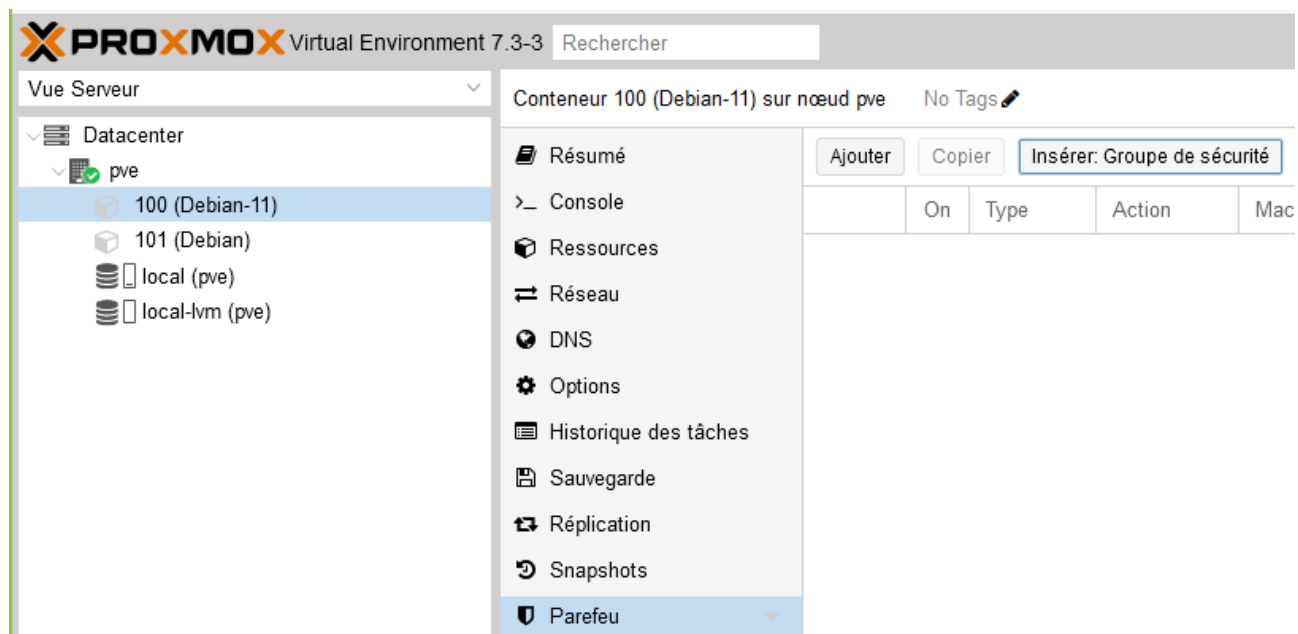 PROXMOX Virtual Environment 7.3-3 Rechercher
Vue Serveur
Datacenter
pve
100 (Debian-11)
101 (Debian)
local (pve)
local-lvm (pve)
Conteneur 100 (Debian-11) sur nœud pve No Tags
Résumé
Console
Ressources
Réseau
DNS
Options
Historique des tâches
Sauvegarde
Réplication
Snapshots
Parefeu
Ajouter Copier Insérer: Groupe de sécurité
On Type Action Mac